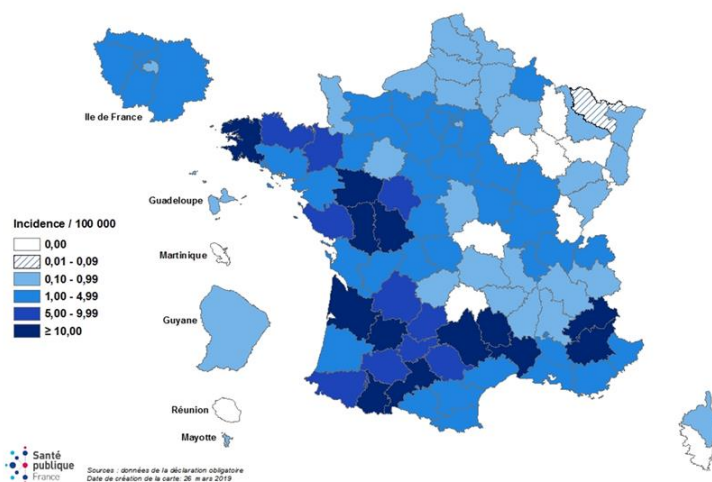 Ile de France
Guadeloupe
Incidence / 100 000
0,00
0,01 - 0,09
0,10 - 0,99
1,00 - 4,99
5,00 - 9,99
≥ 10,00
Martinique
Guyane
Réunion
Mayotte
Santé
publique
France
Sources : données de la déclaration obligatoire
Date de création de la carte: 26 mars 2019